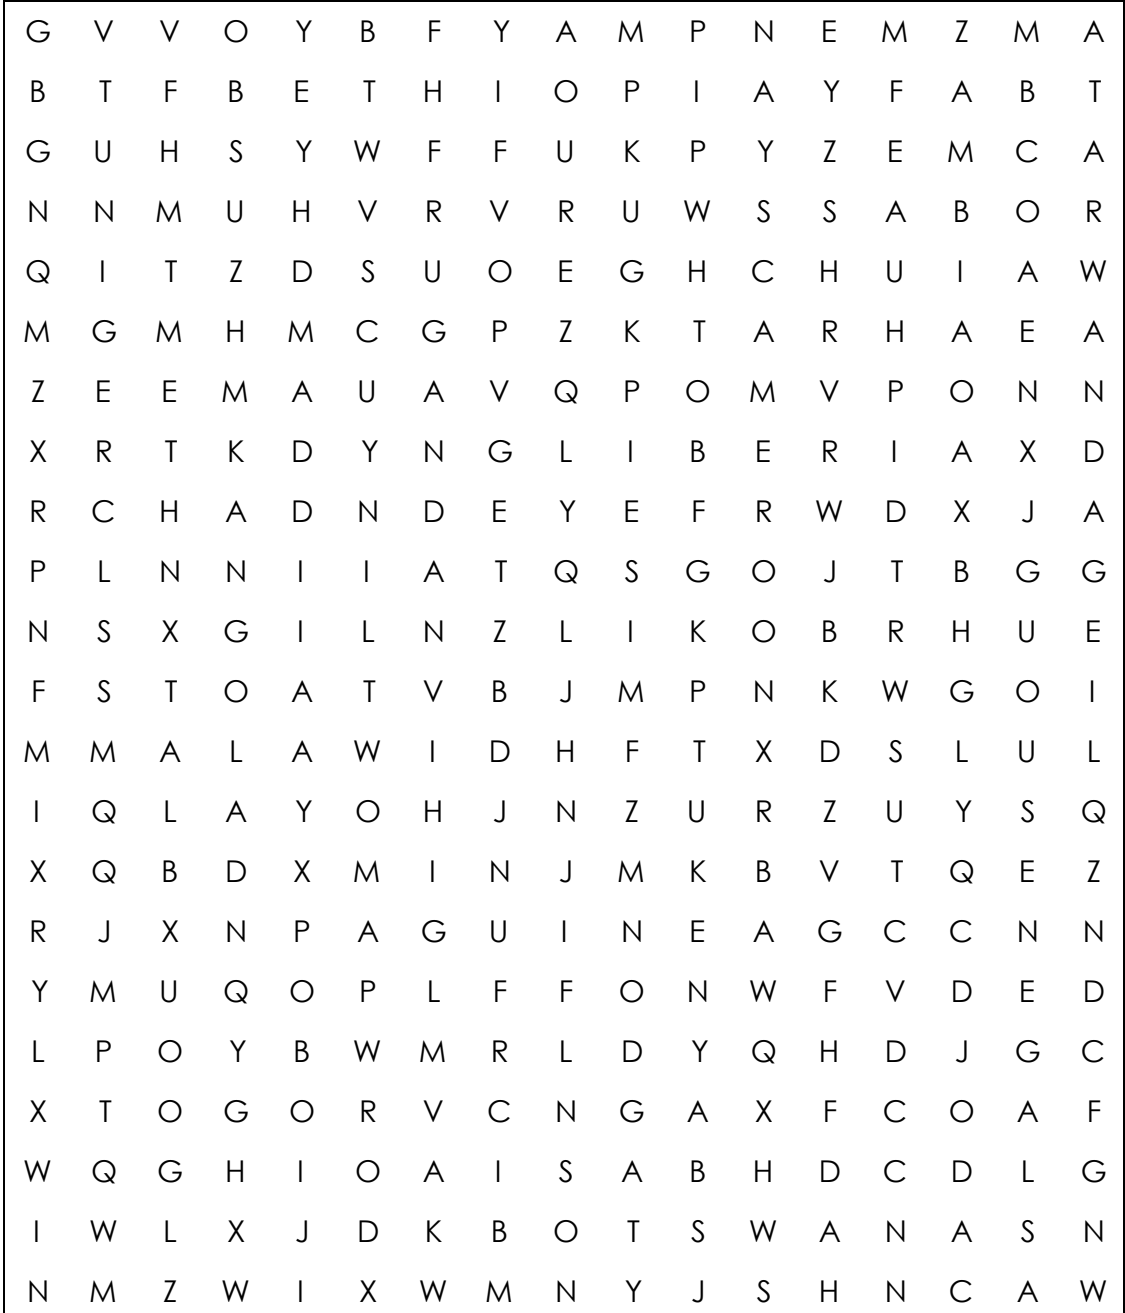 G V V O Y B F Y A M P N E M Z M A
B T F B E T H I O P I A Y F A B T
G U H S Y W F F U K P Y Z E M C A
N N M U H V R V R U W S S A B O R
Q I T Z D S U O E G H C H U I A W
M G M H M C G P Z K T A R H A E A
Z E E M A U A V Q P O M V P O N N
X R T K D Y N G L I B E R I A X D
R C H A D N D E Y E F R W D X J A
P L N N I I A T Q S G O J T B G G
N S X G I L N Z L I K O B R H U E
F S T O A T V B J M P N K W G O I
M M A L A W I D H F T X D S L U L
I Q L A Y O H J N Z U R Z U Y S Q
X Q B D X M I N J M K B V T Q E Z
R J X N P A G U I N E A G C C N N
Y M U Q O P L F F O N W F V D E D
L P O Y B W M R L D Y Q H D J G C
X T O G O R V C N G A X F C O A F
W Q G H I O A I S A B H D C D L G
I W L X J D K B O T S W A N A S N
N M Z W I X W M N Y J S H N C A W